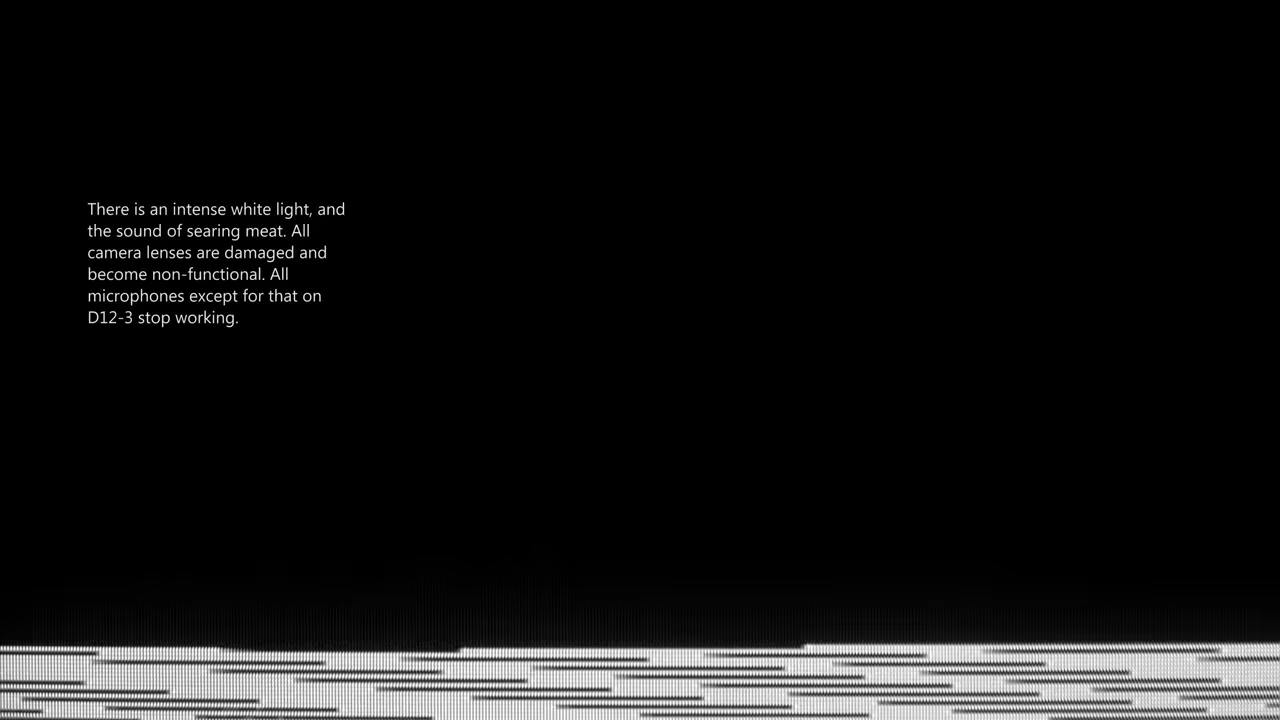 There is an intense white light, and
the sound of searing meat. All
camera lenses are damaged and
become non-functional. All
microphones except for that on
D12-3 stop working.